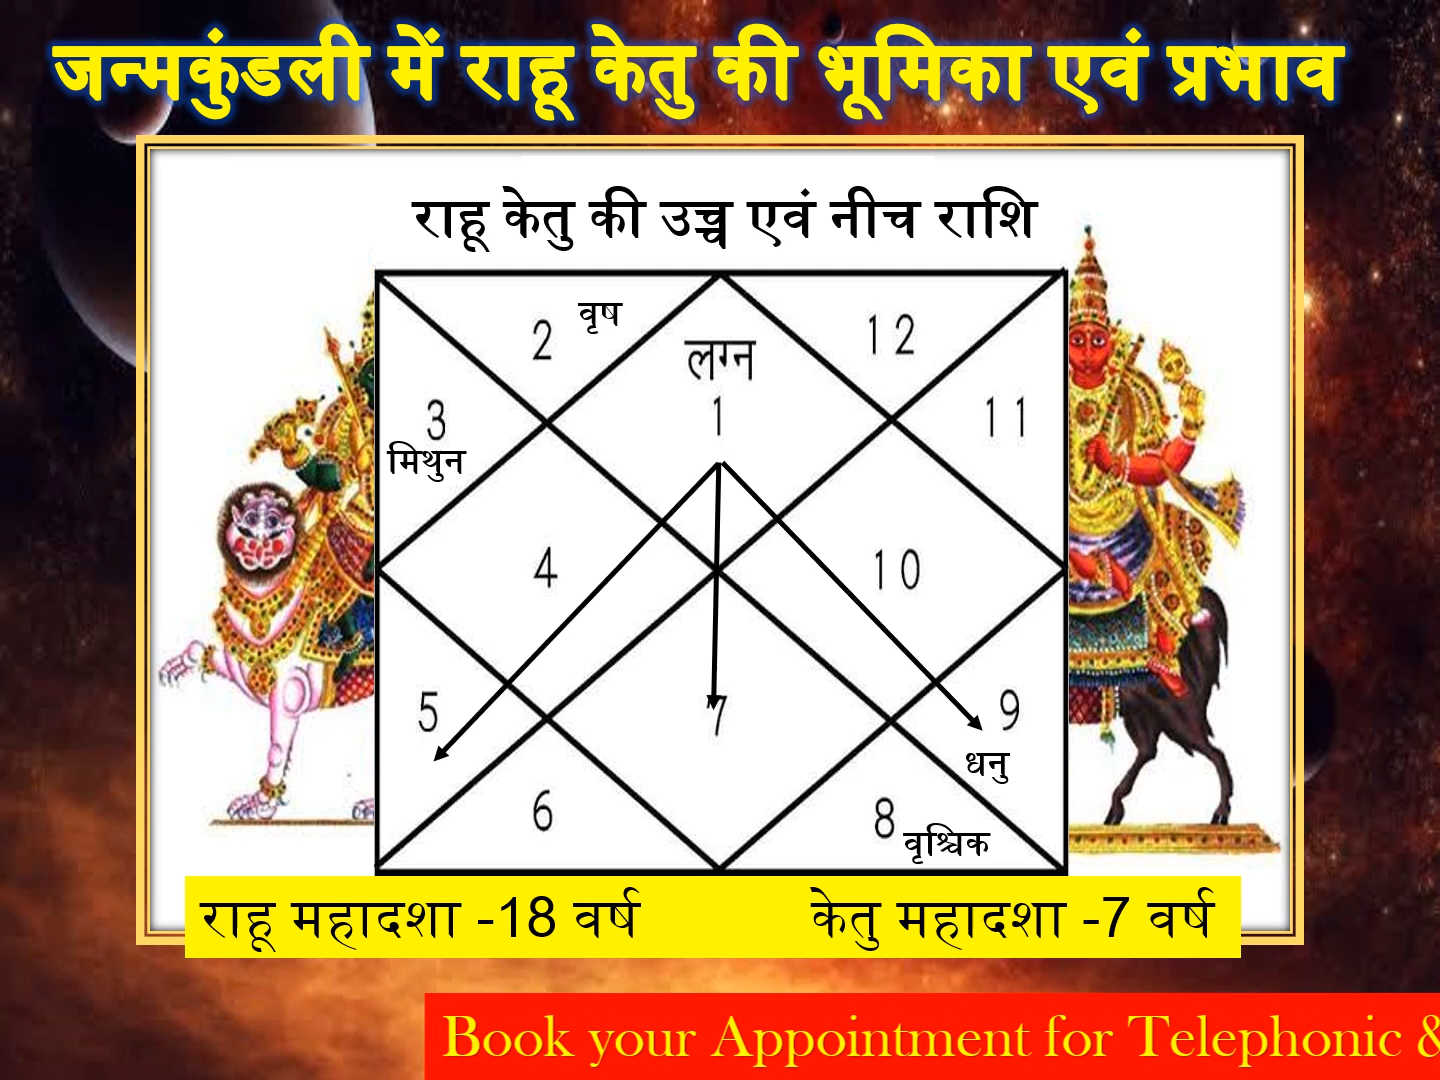 जन्मकुंडली में राहू केतु की भूमिका एवं प्रभाव
राहू केतु की उच्च एवं नीच राशि
2 वृष
12
लग्न
1
3
मिथुन
11
4
10
5
7
9
धनु
6
8 वृश्चिक
राहू महादशा -18 वर्ष केतु महादशा -7 वर्ष
Book your Appointment for Telephonic &